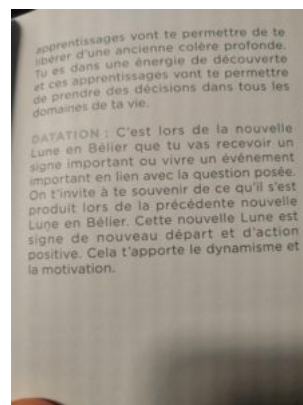 apprentissages vont te permettre de te
libérer d'une ancienne colère profonde.
Tu es dans une énergie de découverte
et ces apprentissages vont te permettre
de prendre des décisions dans tous les
domaines de ta vie.
DATATION : C'est lors de la nouvelle
Lune en Bélier que tu vas recevoir un
signe important ou vivre un événement
important en lien avec la question posée.
On t'invite à te souvenir de ce qu'il s'est
produit lors de la précédente nouvelle
Lune en Bélier. Cette nouvelle Lune est
signe de nouveau départ et d'action
positive. Cela t'apporte le dynamisme et
la motivation.